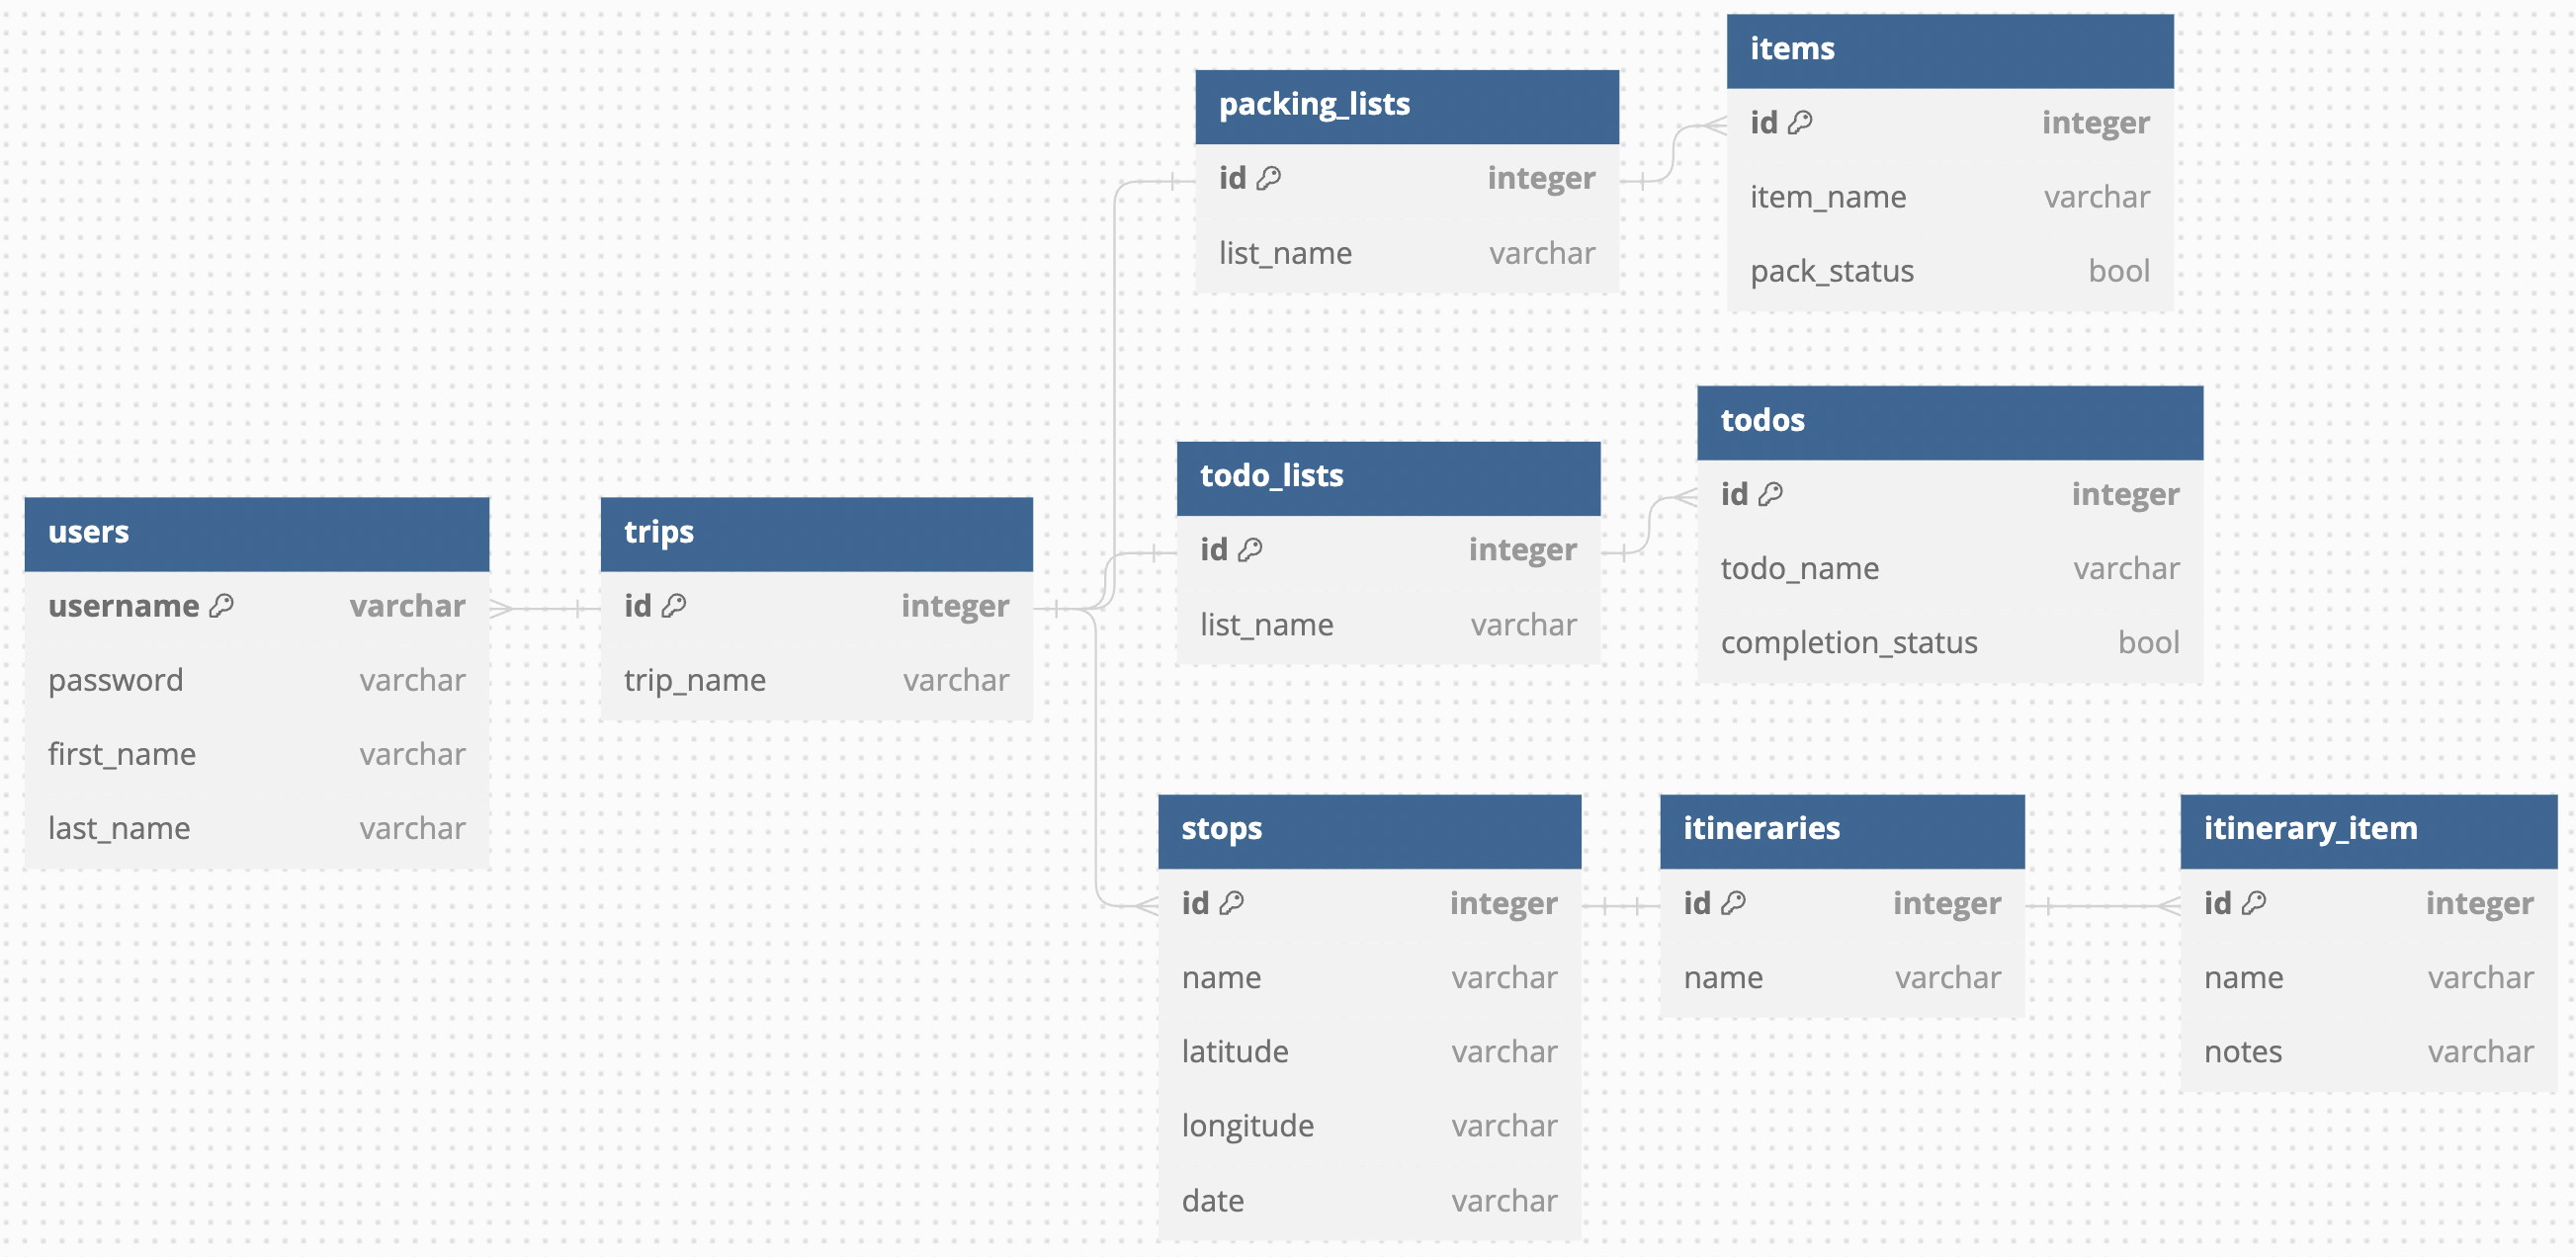 users
username varchar
password varchar
first_name varchar
last_name varchar
trips
id integer
trip_name varchar
packing_lists
id integer
list_name varchar
items
id integer
item_name varchar
pack_status bool
todo_lists
id integer
list_name varchar
todos
id integer
todo_name varchar
completion_status bool
stops
id integer
name varchar
latitude varchar
longitude varchar
date varchar
itineraries
id integer
name varchar
itinerary_item
id integer
name varchar
notes varchar